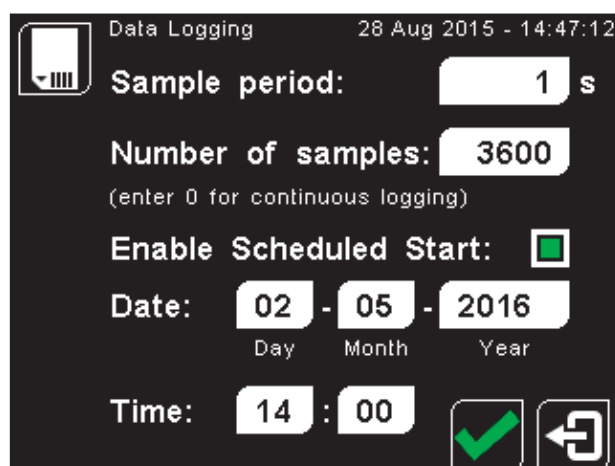 Data Logging 28 Aug 2015 - 14:47:12
Sample period: 1 s
Number of samples: 3600
(enter 0 for continuous logging)
Enable Scheduled Start:
Date: 02 - 05 - 2016
Day Month Year
Time: 14 : 00